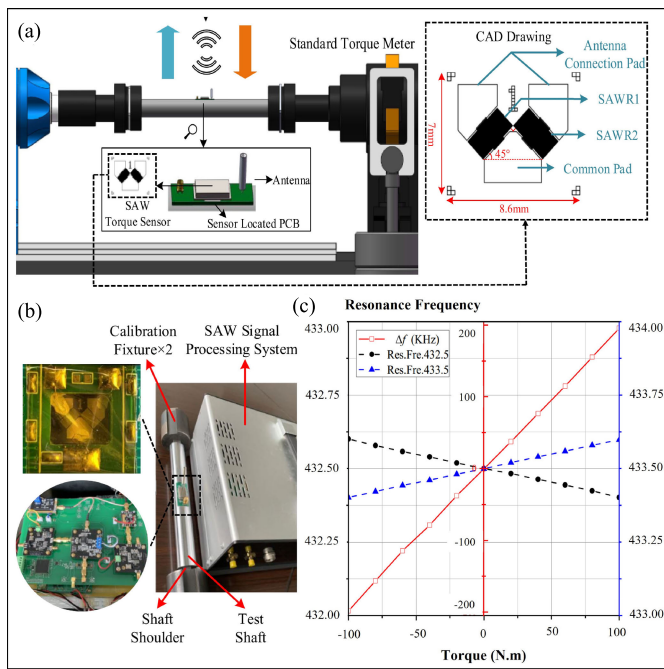 (a)
Standard Torque Meter
CAD Drawing
Antenna
Connection Pad
SAWR1
SAWR2
45°
Common Pad
7mm
8.6mm
SAW
Torque Sensor
Antenna
Sensor Located PCB
(b)
Calibration
Fixture×2
SAW Signal
Processing System
Shaft
Shoulder
Test
Shaft
(c)
Resonance Frequency
433.00
432.75
432.50
432.25
432.00
200
100
-100
-200
434.00
433.75
433.50
433.25
433.00
Δf (KHz)
Res.Fre.432.5
Res.Fre.433.5
-100
-50
0
50
100
Torque (N.m)